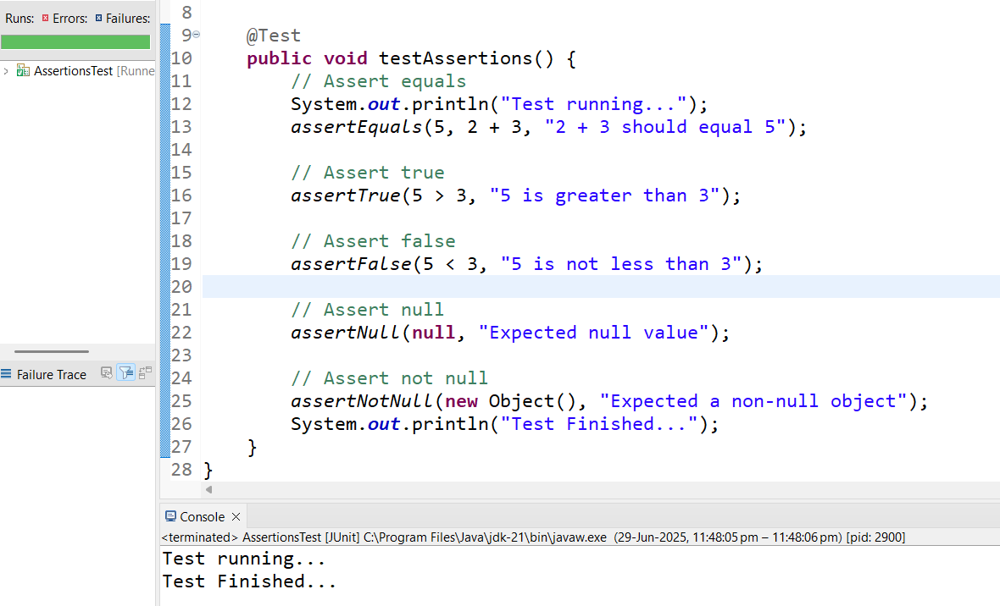 Runs: Errors: Failures:
AssertionsTest [Runne
Failure Trace
8
9 @Test
10 public void testAssertions() {
11 // Assert equals
12 System.out.println("Test running...");
13 assertEquals(5, 2 + 3, "2 + 3 should equal 5");
14
15 // Assert true
16 assertTrue(5 > 3, "5 is greater than 3");
17
18 // Assert false
19 assertFalse(5 < 3, "5 is not less than 3");
20
21 // Assert null
22 assertNull(null, "Expected null value");
23
24 // Assert not null
25 assertNotNull(new Object(), "Expected a non-null object");
26 System.out.println("Test Finished...");
27 }
28 }
Console
<terminated> AssertionsTest [JUnit] C:\Program Files\Java\jdk-21\bin\javaw.exe (29-Jun-2025, 11:48:05 pm – 11:48:06 pm) [pid: 2900]
Test running...
Test Finished...